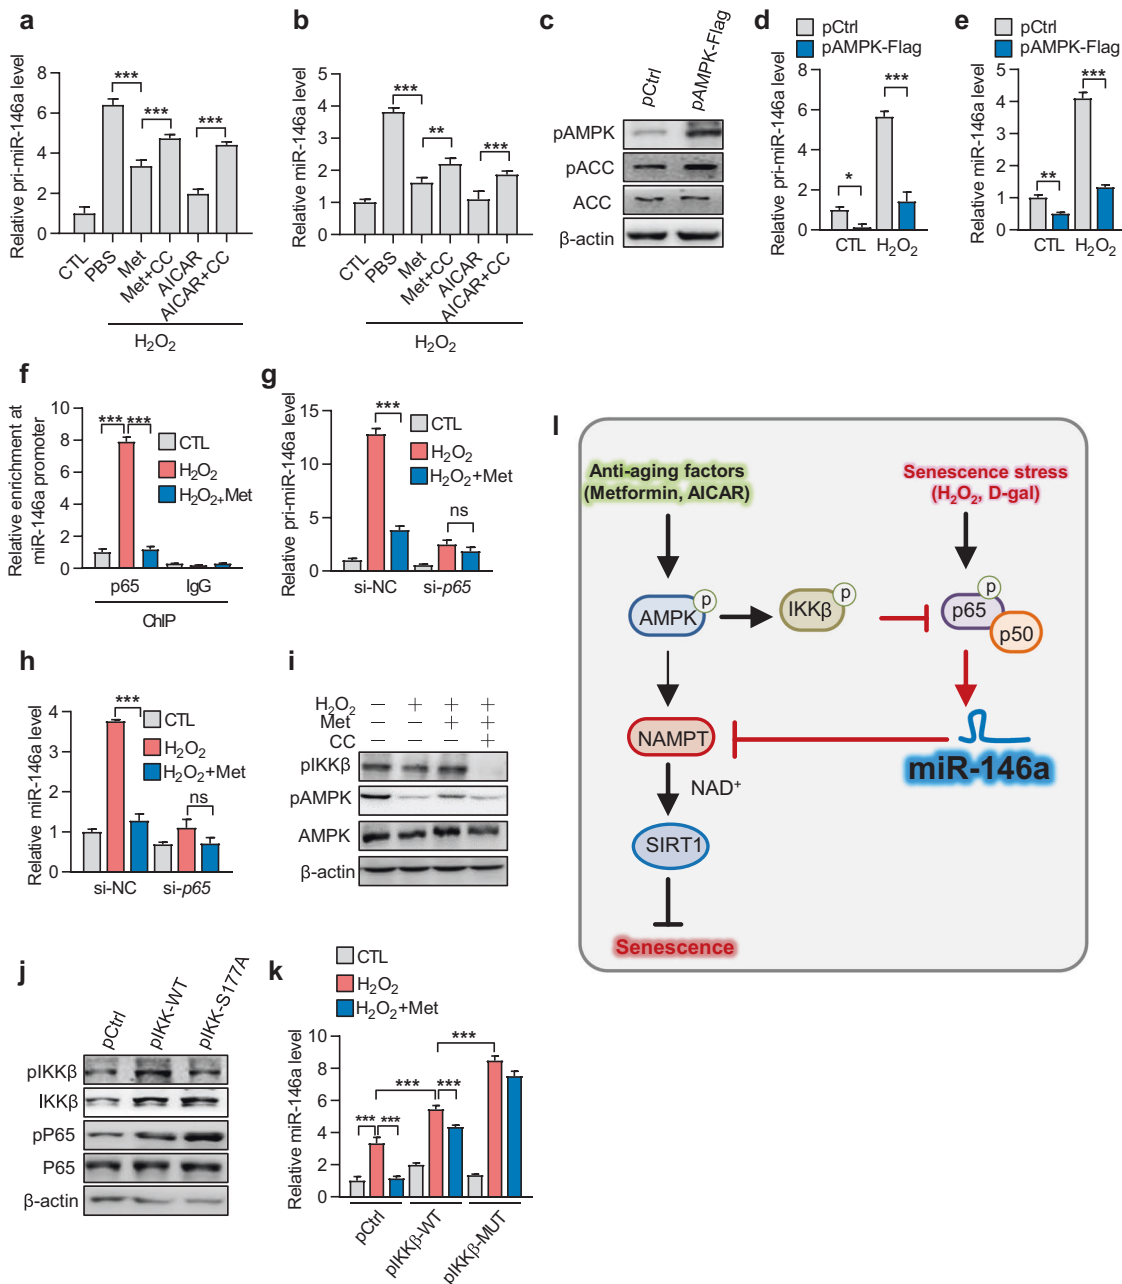 a
Relative pri-miR-146a level
8
6
4
2
0
***
***
***
CTL
PBS
Met
Met+CC
AICAR
AICAR+CC
H₂O₂
b
Relative miR-146a level
5
4
3
2
1
0
***
**
***
CTL
PBS
Met
Met+CC
AICAR
AICAR+CC
H₂O₂
c
pCtrl
pAMPK-Flag
pAMPK
pACC
ACC
β-actin
d
pCtrl
pAMPK-Flag
Relative pri-miR-146a level
8
6
4
2
0
*
***
CTL
H₂O₂
e
pCtrl
pAMPK-Flag
Relative miR-146a level
5
4
3
2
1
0
**
***
CTL
H₂O₂
f
Relative enrichment at
miR-146a promoter
10
8
6
4
2
0
***
***
CTL
H₂O₂
H₂O₂+Met
p65
IgG
ChIP
g
Relative pri-miR-146a level
15
10
5
0
***
ns
CTL
H₂O₂
H₂O₂+Met
si-NC
si-p65
h
Relative miR-146a level
4
3
2
1
0
***
ns
CTL
H₂O₂
H₂O₂+Met
si-NC
si-p65
i
H₂O₂ — + + +
Met — — + +
CC — — — +
pIKKβ
pAMPK
AMPK
β-actin
j
pCtrl
pIKK-WT
pIKK-S177A
pIKKβ
IKKβ
pP65
P65
β-actin
k
CTL
H₂O₂
H₂O₂+Met
Relative miR-146a level
10
8
6
4
2
0
***
***
***
***
***
pCtrl
pIKKβ-WT
pIKKβ-MUT
l
Anti-aging factors
(Metformin, AICAR)
Senescence stress
(H₂O₂, D-gal)
AMPK
p
IKKβ
p
p65
p
p50
NAMPT
miR-146a
NAD⁺
SIRT1
Senescence